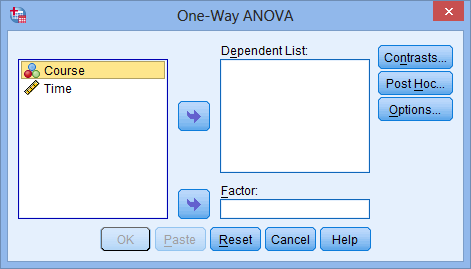 One-Way ANOVA
Course
Time
Dependent List:
Factor:
Contrasts...
Post Hoc...
Options...
OK
Paste
Reset
Cancel
Help